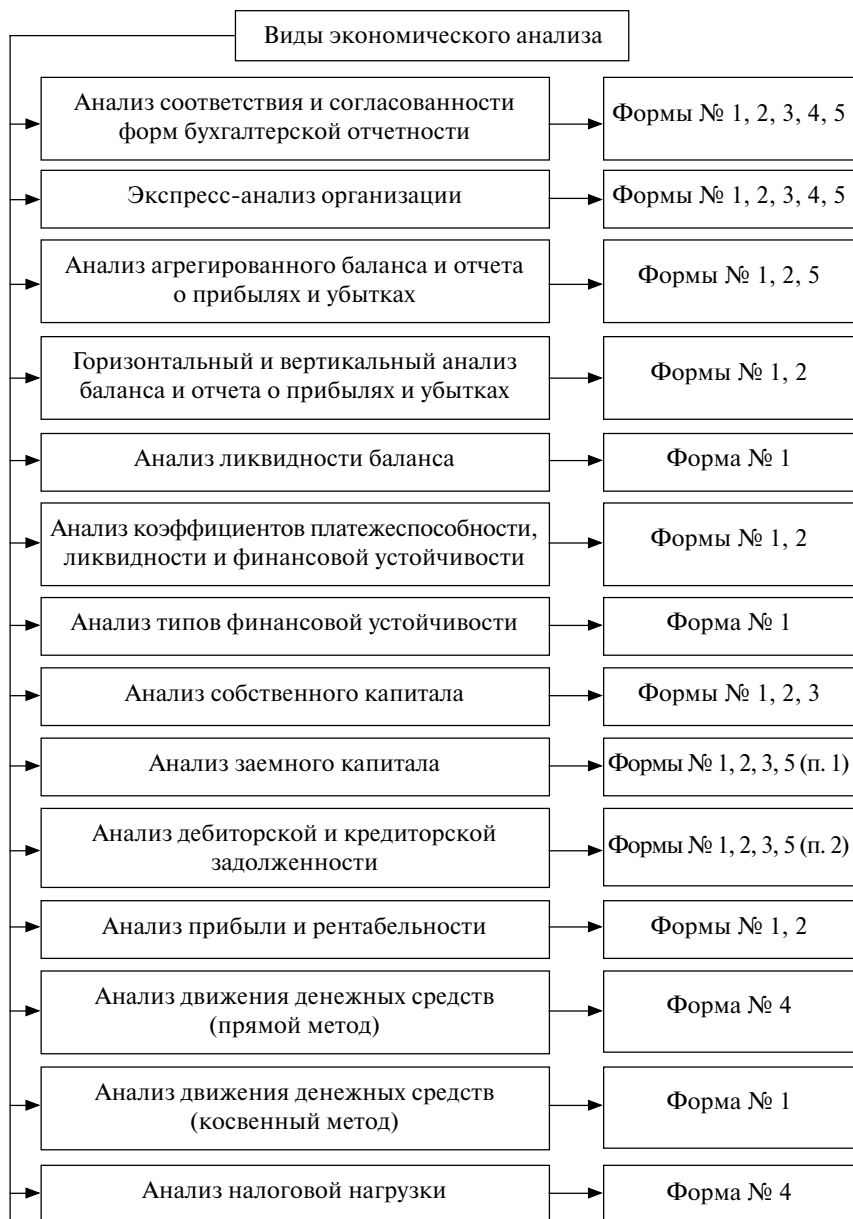 Виды экономического анализа
Анализ соответствия и согласованности
форм бухгалтерской отчетности
Формы № 1, 2, 3, 4, 5
Экспресс-анализ организации
Формы № 1, 2, 3, 4, 5
Анализ агрегированного баланса и отчета
о прибылях и убытках
Формы № 1, 2, 5
Горизонтальный и вертикальный анализ
баланса и отчета о прибылях и убытках
Формы № 1, 2
Анализ ликвидности баланса
Форма № 1
Анализ коэффициентов платежеспособности,
ликвидности и финансовой устойчивости
Формы № 1, 2
Анализ типов финансовой устойчивости
Форма № 1
Анализ собственного капитала
Формы № 1, 2, 3
Анализ заемного капитала
Формы № 1, 2, 3, 5 (п. 1)
Анализ дебиторской и кредиторской
задолженности
Формы № 1, 2, 3, 5 (п. 2)
Анализ прибыли и рентабельности
Формы № 1, 2
Анализ движения денежных средств
(прямой метод)
Форма № 4
Анализ движения денежных средств
(косвенный метод)
Форма № 1
Анализ налоговой нагрузки
Форма № 4